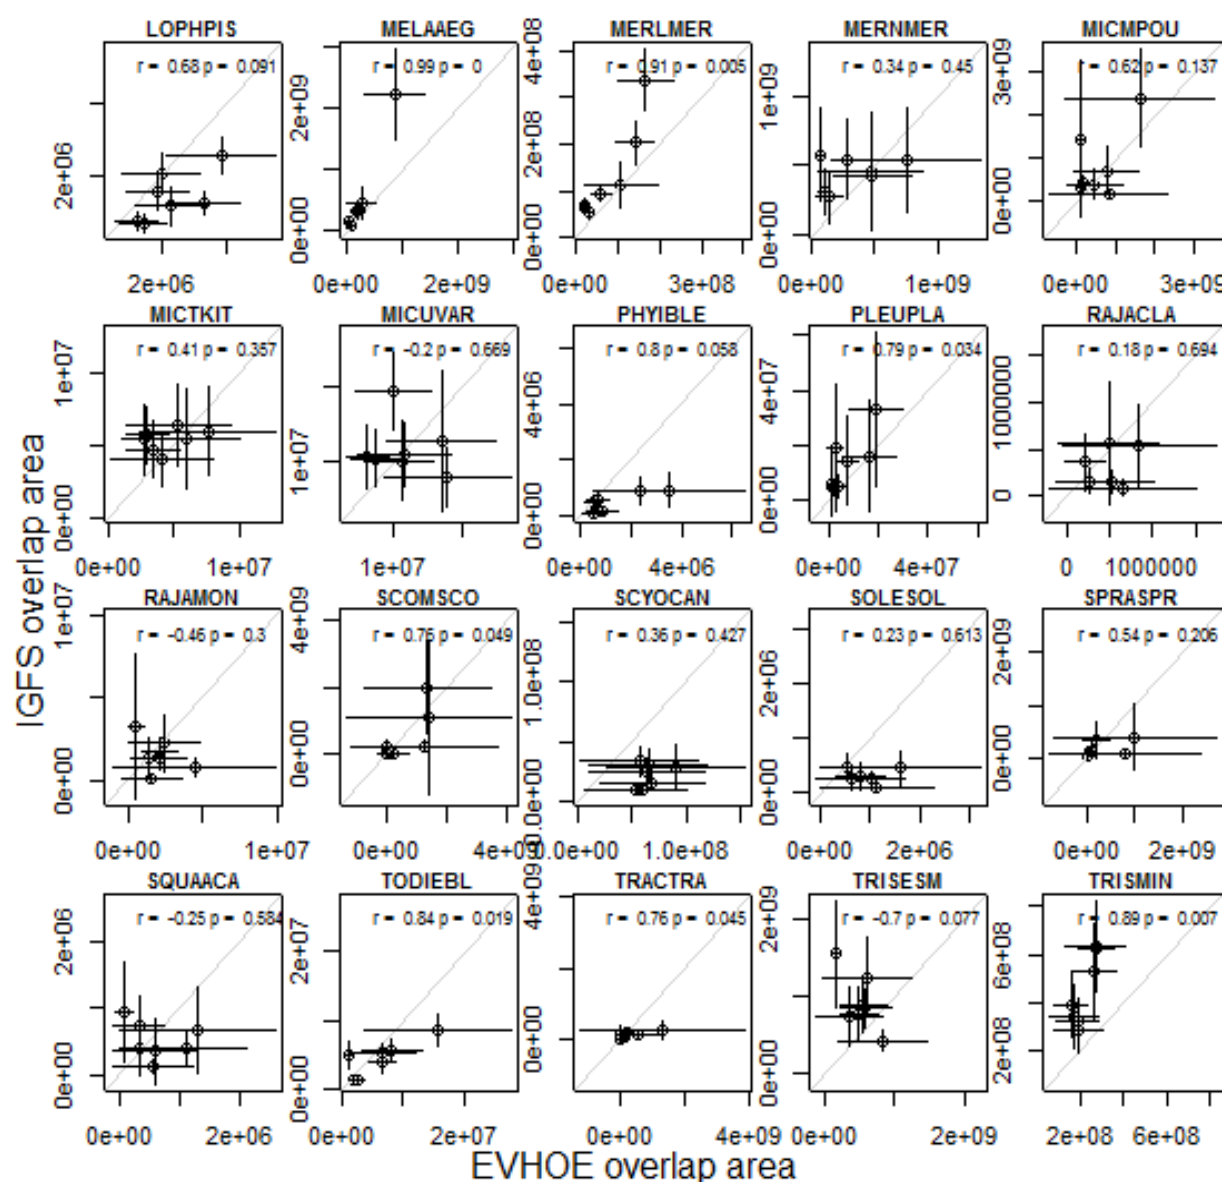 LOPHPIS MELAAEG MERLMER MERNMER MICMPOU
r = 0.68 p = 0.091 r = 0.99 p = 0 r = 0.91 p = 0.005 r = 0.34 p = 0.45 r = 0.62 p = 0.137
2e+06 0e+00 2e+09 0e+00 2e+08 4e+08 0e+00 1e+09 0e+00 3e+09
2e+06 0e+00 2e+09 0e+00 3e+08 0e+00 1e+09 0e+00 3e+09
MICTKIT MICUVAR PHYIBLE PLEUPLA RAJACLA
r = 0.41 p = 0.357 r = -0.2 p = 0.669 r = 0.8 p = 0.058 r = 0.79 p = 0.034 r = 0.18 p = 0.694
0e+00 1e+07 1e+07 0e+00 4e+06 0e+00 4e+07 0 1000000
0e+00 1e+07 1e+07 0e+00 4e+06 0e+00 4e+07 0 1000000
IGFS overlap area
RAJAMON SCOMSCO SCYOCAN SOLESOL SPRASPR
r = -0.46 p = 0.3 r = 0.75 p = 0.049 r = 0.36 p = 0.427 r = 0.23 p = 0.613 r = 0.54 p = 0.206
0e+00 1e+07 0e+00 4e+09 0.0e+00 1.0e+08 0e+00 2e+06 0e+00 2e+09
0e+00 1e+07 0e+00 4e+09 0.0e+00 1.0e+08 0e+00 2e+06 0e+00 2e+09
SQUAACA TODIEBL TRACTRA TRISESM TRISMIN
r = -0.25 p = 0.584 r = 0.84 p = 0.019 r = 0.76 p = 0.045 r = -0.7 p = 0.077 r = 0.89 p = 0.007
0e+00 2e+06 0e+00 2e+07 0e+00 4e+09 0e+00 2e+09 2e+08 6e+08
0e+00 2e+06 0e+00 2e+07 0e+00 4e+09 0e+00 2e+09 2e+08 6e+08
EVHOE overlap area